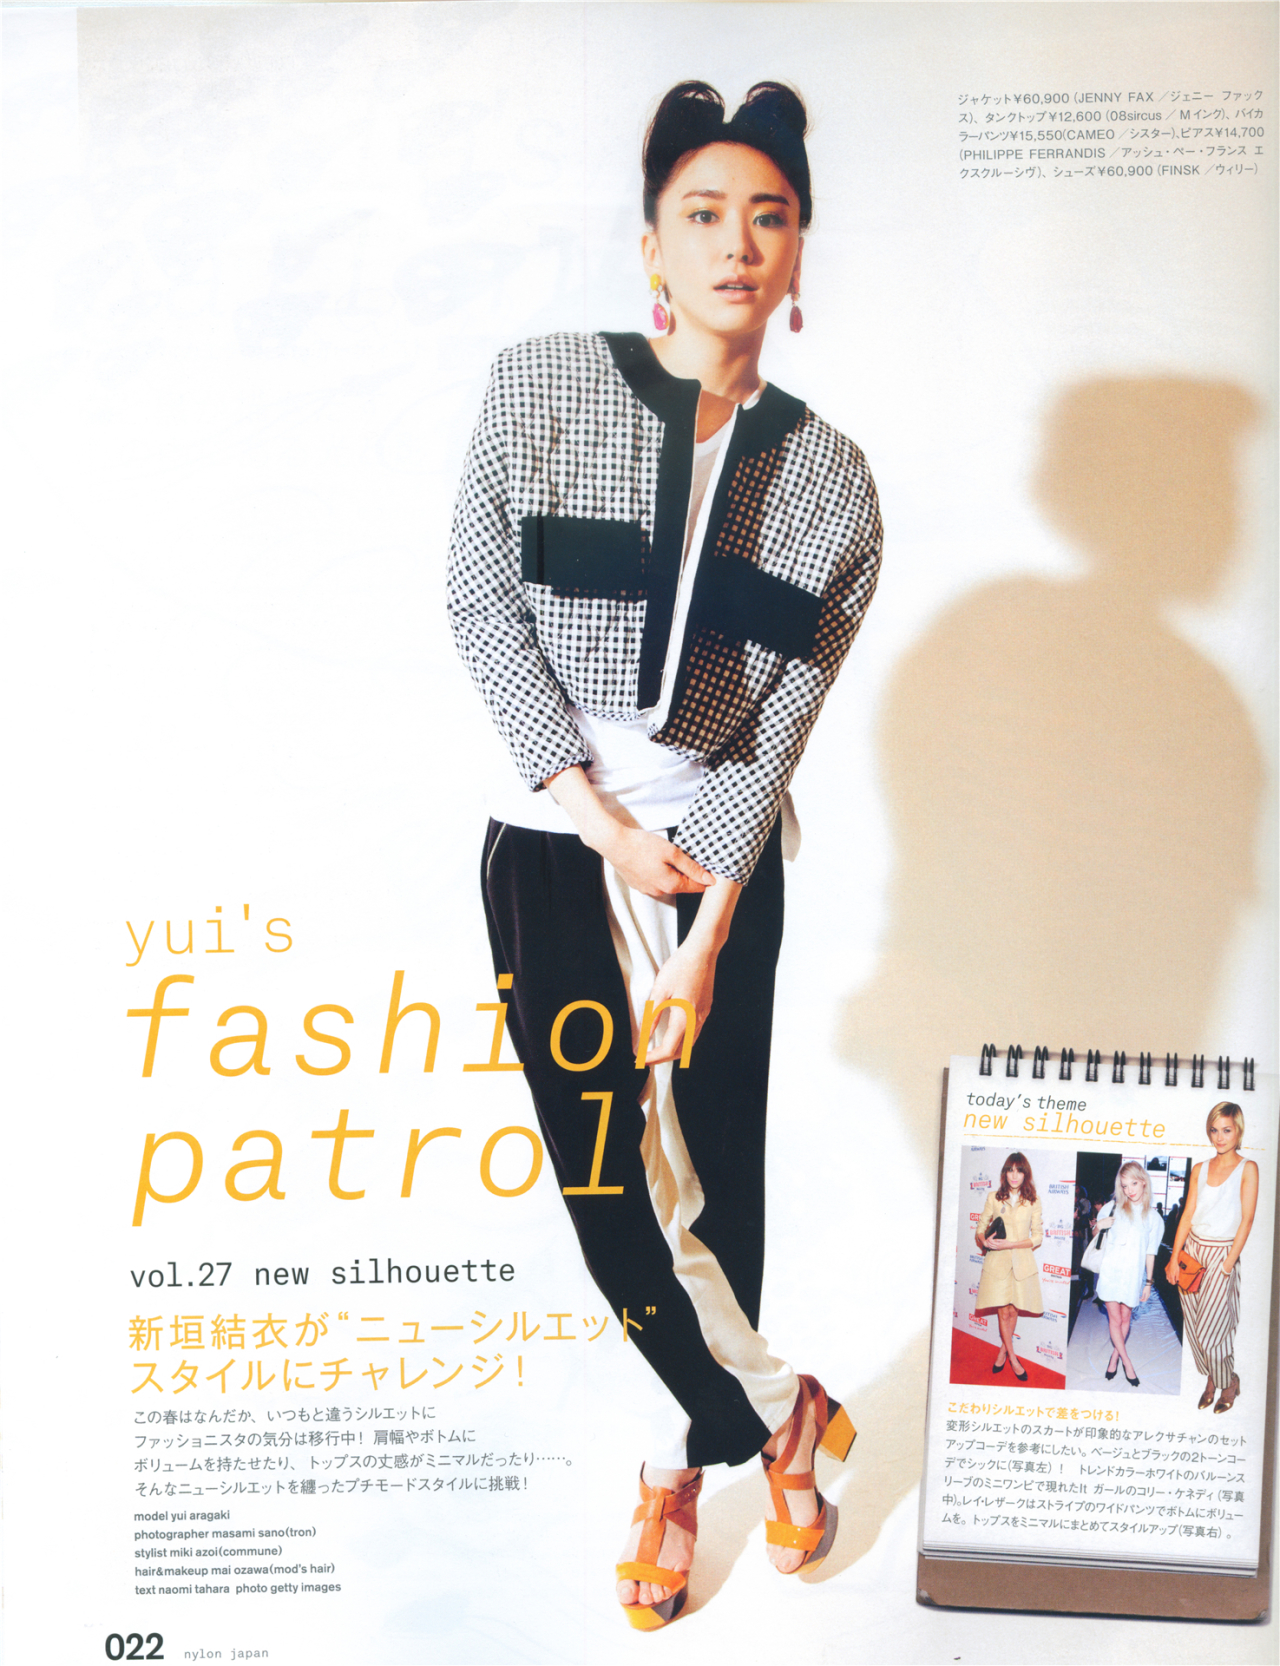 ジャケット¥60,900(JENNY FAX／ジェニー ファック
ス)、タンクトップ¥12,600(08sircus／Mインク)、バイカ
ラーパンツ¥15,550(CAMEO／シスター)、ピアス¥14,700
(PHILIPPE FERRANDIS／アッシュ・ペー・フランス エ
クスクルーシヴ)、シューズ¥60,900(FINSK／ウィリー)
yui's
fashion
patrol
vol.27 new silhouette
新垣結衣が“ニューシルエット”
スタイルにチャレンジ！
この春はなんだか、いつもと違うシルエットに
ファッショニスタの気分は移行中！ 肩幅やボトムに
ボリュームを持たせたり、トップスの丈感がミニマルだったり……。
そんなニューシルエットを纏ったプチモードスタイルに挑戦！
model yui aragaki
photographer masami sano(tron)
stylist miki azoi(commune)
hair&makeup mai ozawa(mod's hair)
text naomi tahara photo getty images
022 nylon japan
today's theme
new silhouette
BRITISH AIRWAYS
GREAT
こだわりシルエットで差をつける！
変形シルエットのスカートが印象的なアレクサチャンのセット
アップコーデを参考にしたい。ベージュとブラックの2トーンコー
デでシックに(写真左)！ トレンドカラーホワイトのバルーンス
リーブのミニワンピで現れたIt ガールのコリー・ケネディ(写真
中)。レイ・レザークはストライプのワイドパンツでボトムにボリュー
ムを。トップスをミニマルにまとめてスタイルアップ(写真右)。